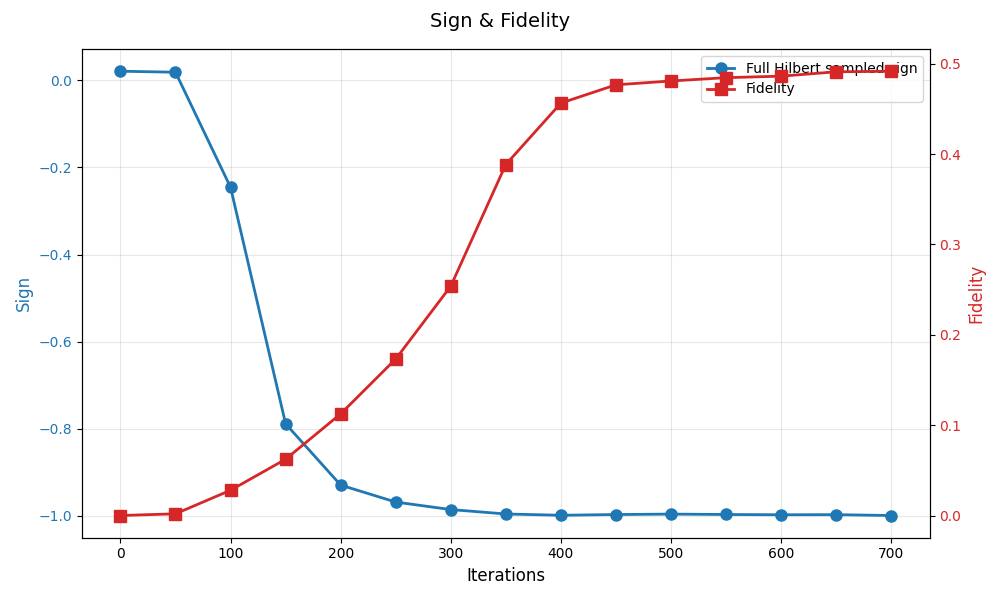 Sign & Fidelity
Full Hilbert sampled sign
Fidelity
0.0
−0.2
−0.4
−0.6
−0.8
−1.0
Sign
0.5
0.4
0.3
0.2
0.1
0.0
Fidelity
0 100 200 300 400 500 600 700
Iterations